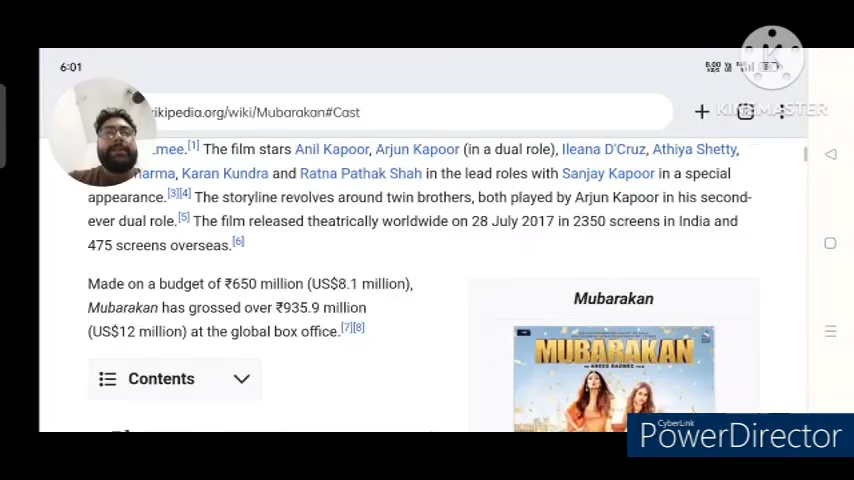 6:01
KINEMASTER
ikipedia.org/wiki/Mubarakan#Cast
mee.[1] The film stars Anil Kapoor, Arjun Kapoor (in a dual role), Ileana D'Cruz, Athiya Shetty,
arma, Karan Kundra and Ratna Pathak Shah in the lead roles with Sanjay Kapoor in a special
appearance.[3][4] The storyline revolves around twin brothers, both played by Arjun Kapoor in his second-
ever dual role.[5] The film released theatrically worldwide on 28 July 2017 in 2350 screens in India and
475 screens overseas.[6]
Made on a budget of ₹650 million (US$8.1 million),
Mubarakan has grossed over ₹935.9 million
(US$12 million) at the global box office.[7][8]
Contents
Mubarakan
MUBARAKAN
CyberLink
PowerDirector